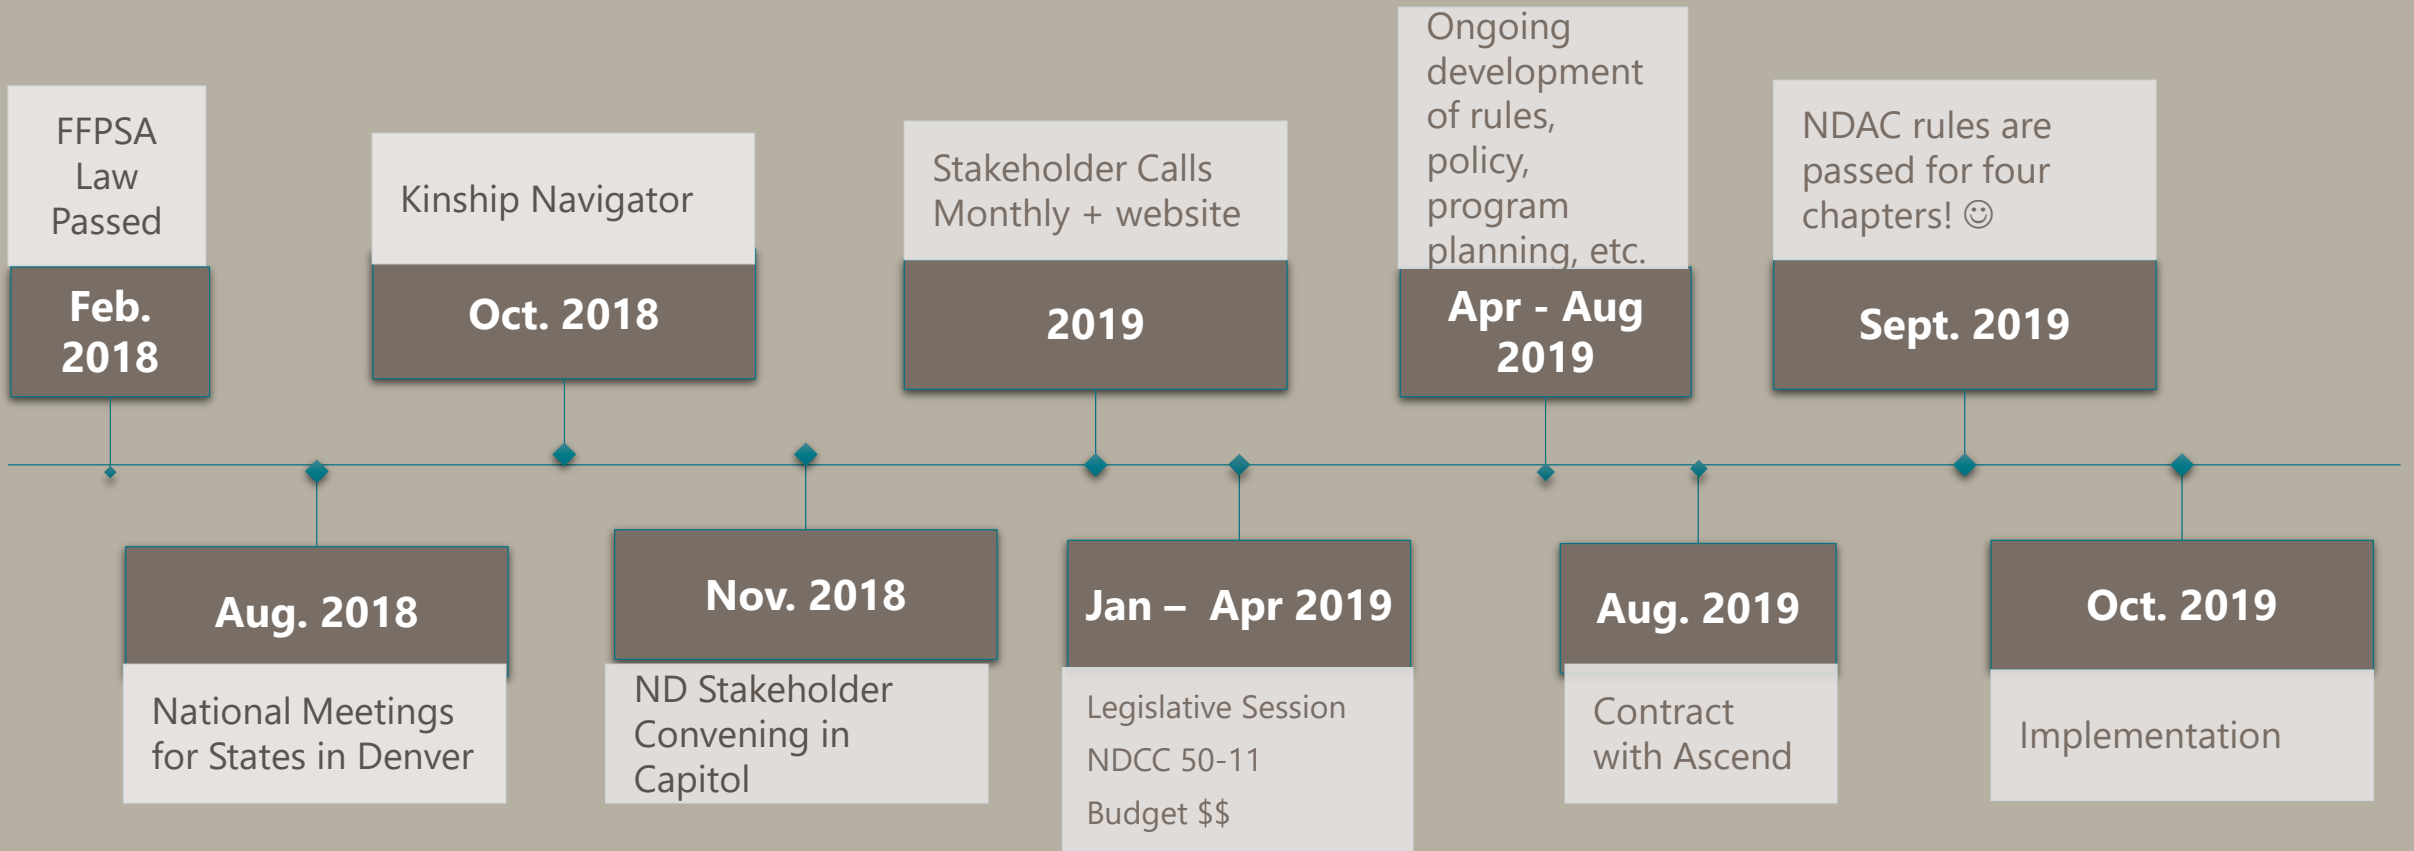 FFPSA
Law
Passed
Feb.
2018
Aug. 2018
National Meetings
for States in Denver
Kinship Navigator
Oct. 2018
Nov. 2018
ND Stakeholder
Convening in
Capitol
Stakeholder Calls
Monthly + website
2019
Jan – Apr 2019
Legislative Session
NDCC 50-11
Budget $$
Ongoing
development
of rules,
policy,
program
planning, etc.
Apr - Aug
2019
Aug. 2019
Contract
with Ascend
NDAC rules are
passed for four
chapters! ☺
Sept. 2019
Oct. 2019
Implementation